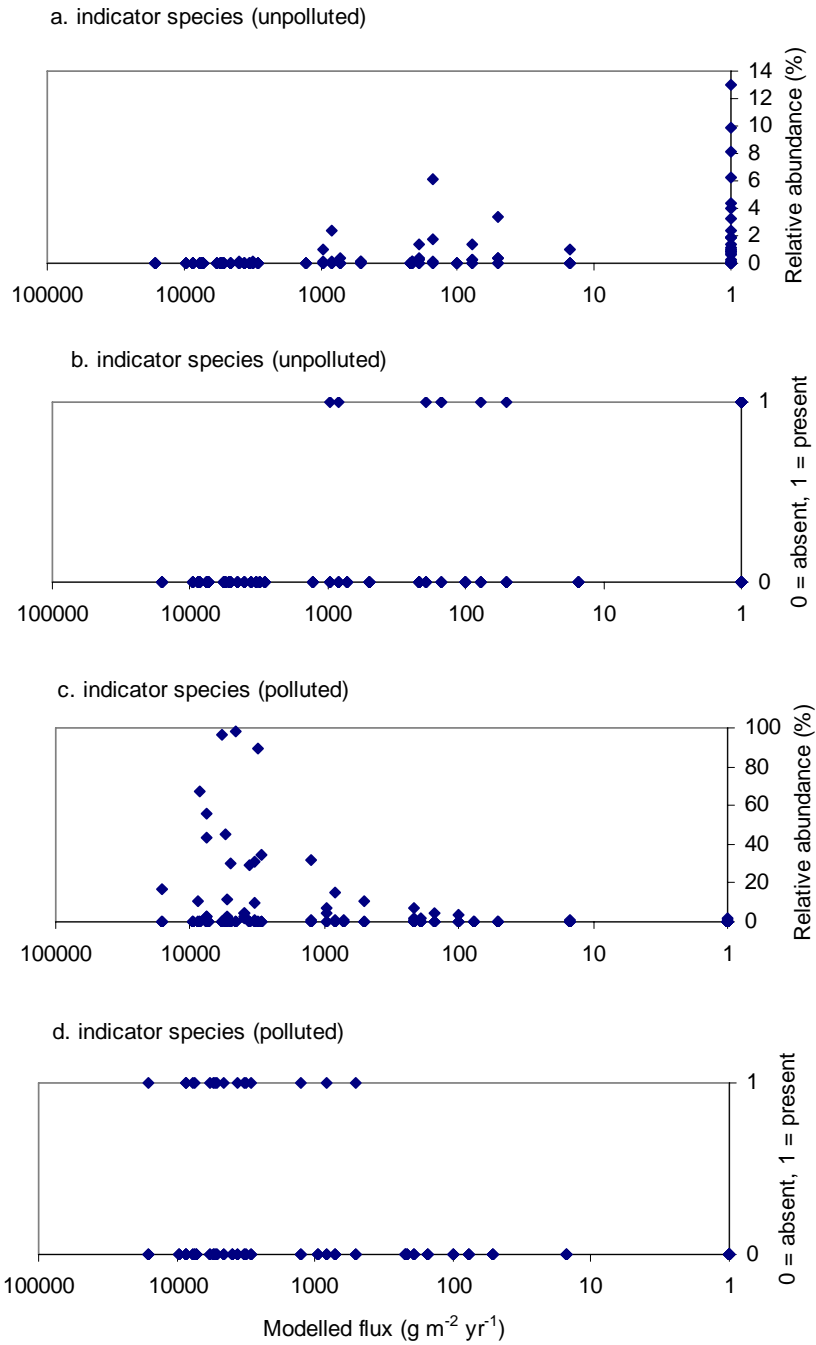 a. indicator species (unpolluted)
14
12
10
8
6
4
2
0
Relative abundance (%)
100000 10000 1000 100 10 1
b. indicator species (unpolluted)
1
0
0 = absent, 1 = present
100000 10000 1000 100 10 1
c. indicator species (polluted)
100
80
60
40
20
0
Relative abundance (%)
100000 10000 1000 100 10 1
d. indicator species (polluted)
1
0
0 = absent, 1 = present
100000 10000 1000 100 10 1
Modelled flux (g m⁻² yr⁻¹)